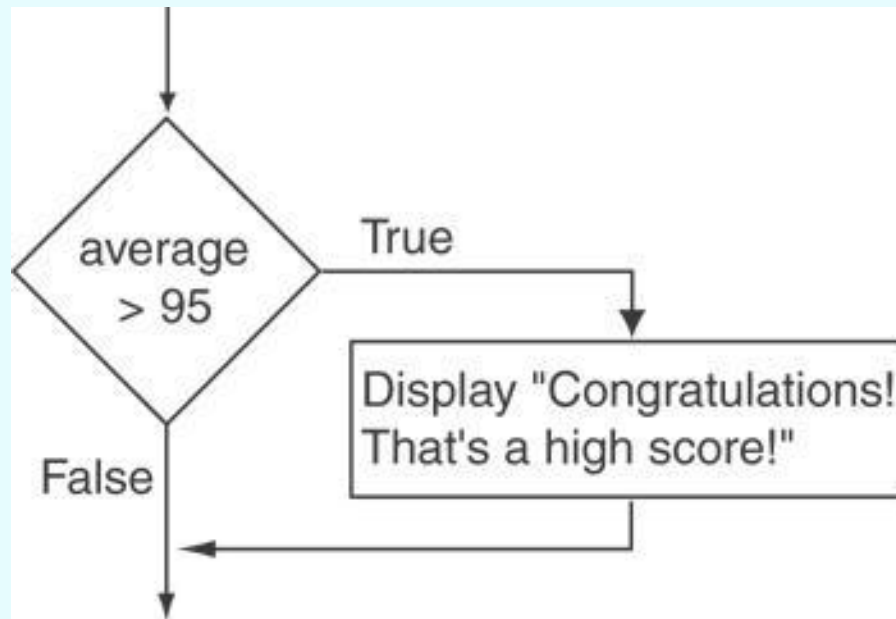 average
> 95
True
Display "Congratulations!
That's a high score!"
False